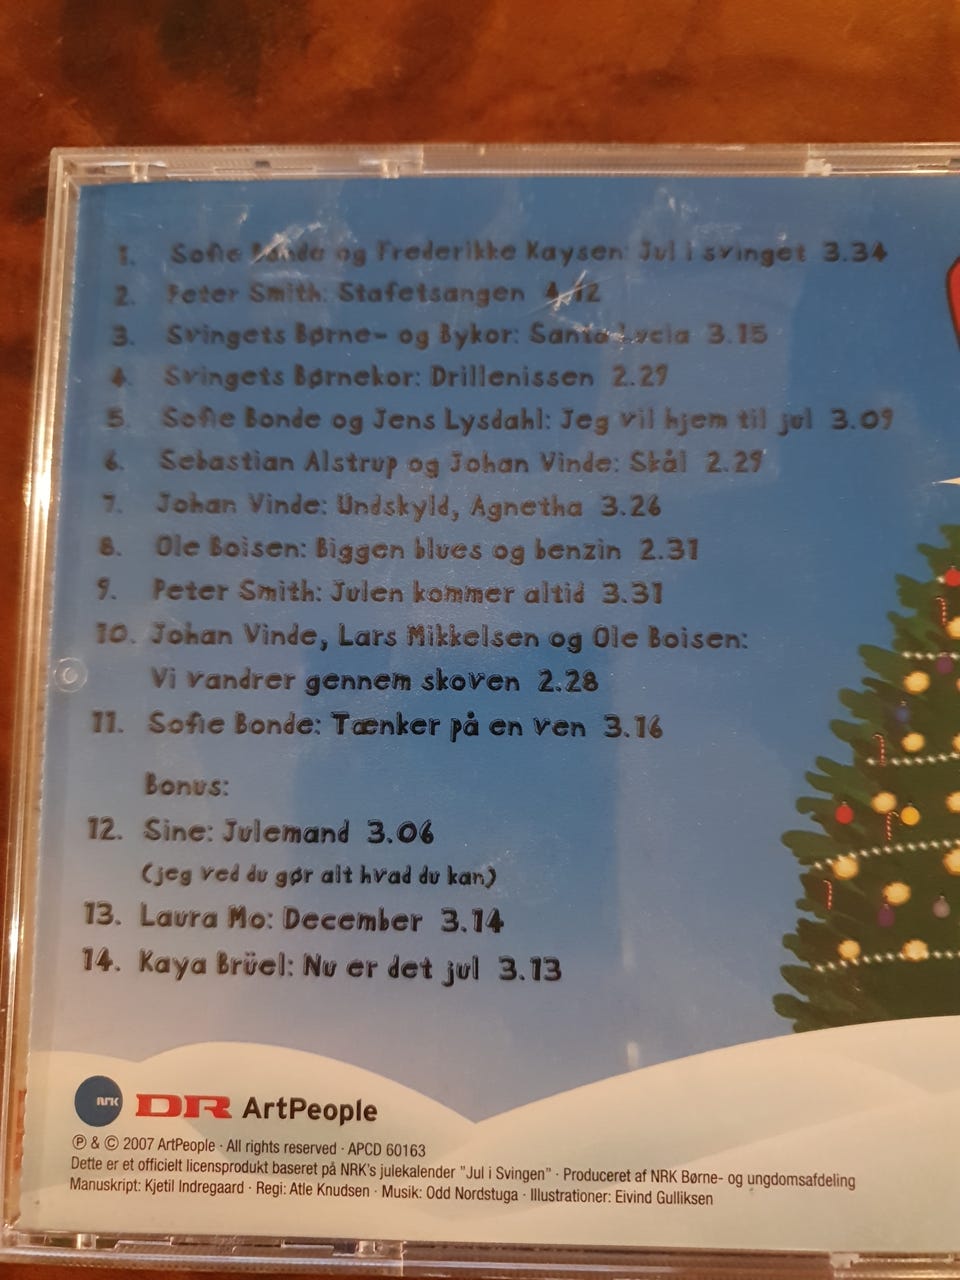 1. Sofie Bonde og Frederikke Kaysen: Jul i svinget 3.34
2. Peter Smith: Stafetsangen 4.12
3. Svingets Børne- og Bykor: Santa Lucia 3.15
4. Svingets Børnekor: Drillenissen 2.29
5. Sofie Bonde og Jens Lysdahl: Jeg vil hjem til jul 3.09
6. Sebastian Alstrup og Johan Vinde: Skål 2.29
7. Johan Vinde: Undskyld, Agnetha 3.26
8. Ole Boisen: Biggen blues og benzin 2.31
9. Peter Smith: Julen kommer altid 3.31
10. Johan Vinde, Lars Mikkelsen og Ole Boisen:
Vi vandrer gennem skoven 2.28
11. Sofie Bonde: Tænker på en ven 3.16
Bonus:
12. Sine: Julemand 3.06
(jeg ved du gør alt hvad du kan)
13. Laura Mo: December 3.14
14. Kaya Brüel: Nu er det jul 3.13
NRK DR ArtPeople
℗ & © 2007 ArtPeople · All rights reserved · APCD 60163
Dette er et officielt licensprodukt baseret på NRK's julekalender "Jul i Svingen" · Produceret af NRK Børne- og ungdomsafdeling
Manuskript: Kjetil Indregaard · Regi: Atle Knudsen · Musik: Odd Nordstuga · Illustrationer: Eivind Gulliksen